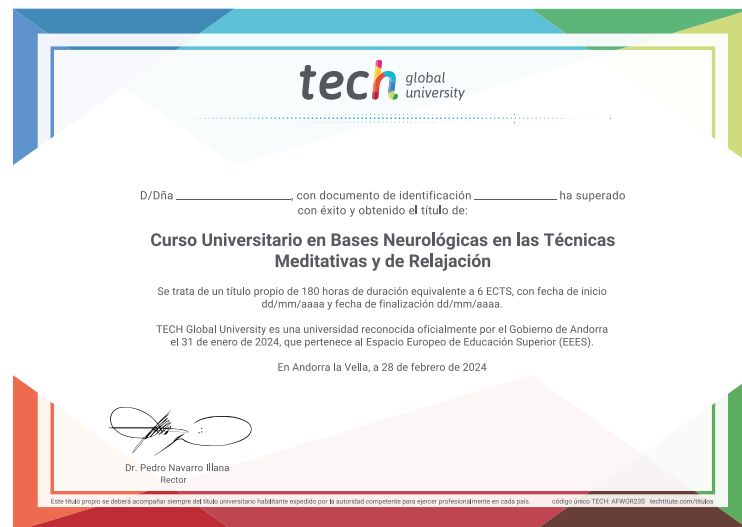 tech global university
D/Dña ______________________, con documento de identificación ________________ ha superado
con éxito y obtenido el título de:
Curso Universitario en Bases Neurológicas en las Técnicas
Meditativas y de Relajación
Se trata de un título propio de 180 horas de duración equivalente a 6 ECTS, con fecha de inicio
dd/mm/aaaa y fecha de finalización dd/mm/aaaa.
TECH Global University es una universidad reconocida oficialmente por el Gobierno de Andorra
el 31 de enero de 2024, que pertenece al Espacio Europeo de Educación Superior (EEES).
En Andorra la Vella, a 28 de febrero de 2024
Dr. Pedro Navarro Illana
Rector
Este título propio se deberá acompañar siempre del título universitario habilitante expedido por la autoridad competente para ejercer profesionalmente en cada país. código único TECH: AFWOR23S techtitute.com/titulos